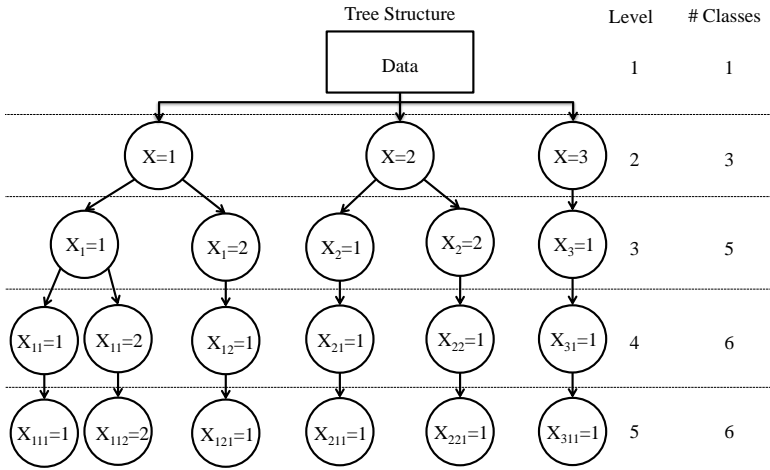 Tree Structure Level # Classes
Data 1 1
X=1 X=2 X=3 2 3
X₁=1 X₁=2 X₂=1 X₂=2 X₃=1 3 5
X₁₁=1 X₁₁=2 X₁₂=1 X₂₁=1 X₂₂=1 X₃₁=1 4 6
X₁₁₁=1 X₁₁₂=2 X₁₂₁=1 X₂₁₁=1 X₂₂₁=1 X₃₁₁=1 5 6